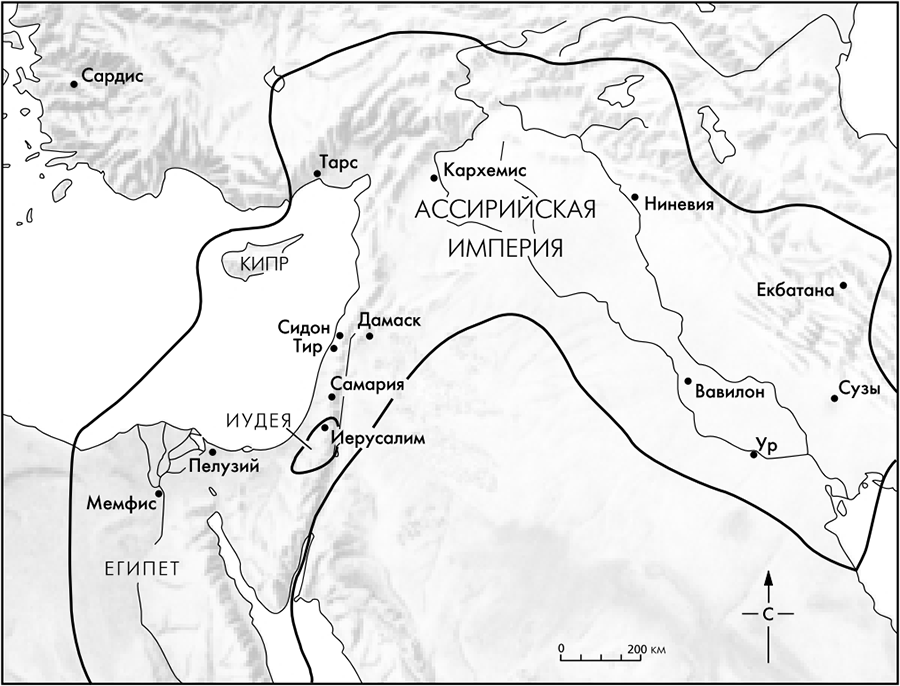 Сардис
Тарс
Кархемис
АССИРИЙСКАЯ
ИМПЕРИЯ
Ниневия
КИПР
Екбатана
Сидон
Дамаск
Тир
Самария
Вавилон
Сузы
ИУДЕЯ
Иерусалим
Ур
Пелузий
Мемфис
ЕГИПЕТ
С
0 200 км